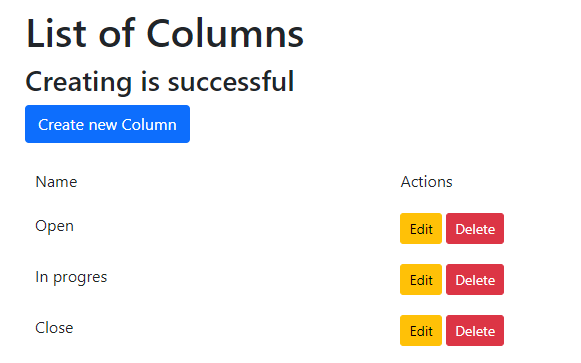 List of Columns
Creating is successful
Create new Column
Name Actions
Open Edit Delete
In progres Edit Delete
Close Edit Delete